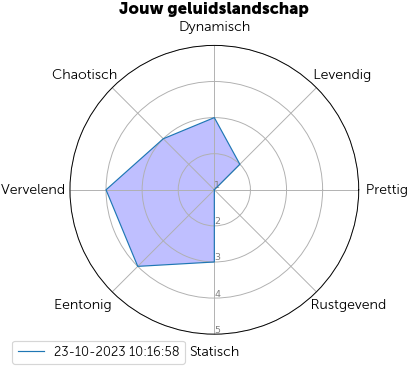 Jouw geluidslandschap
Dynamisch
Chaotisch
Levendig
Vervelend
1
Prettig
2
3
4
Eentonig
Rustgevend
5
23-10-2023 10:16:58
Statisch